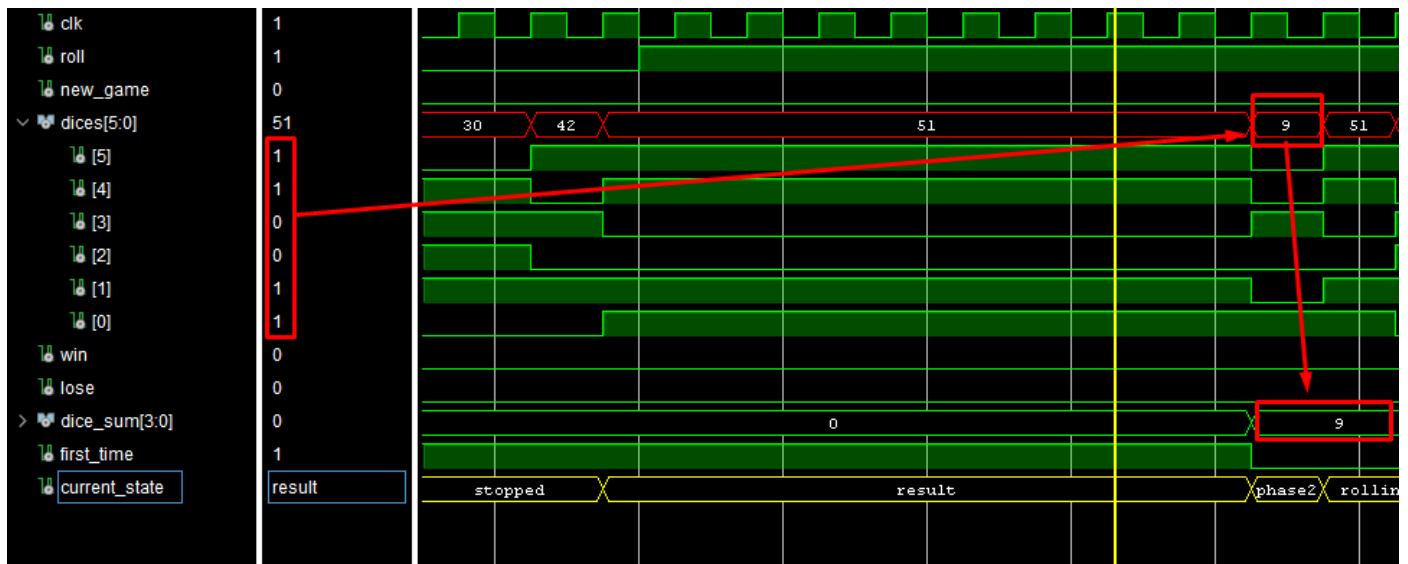 clk 1
roll 1
new_game 0
dices[5:0] 51 30 42 51 9 51
[5] 1
[4] 1
[3] 0
[2] 0
[1] 1
[0] 1
win 0
lose 0
dice_sum[3:0] 0 0 9
first_time 1
current_state result stopped result phase2 rollin